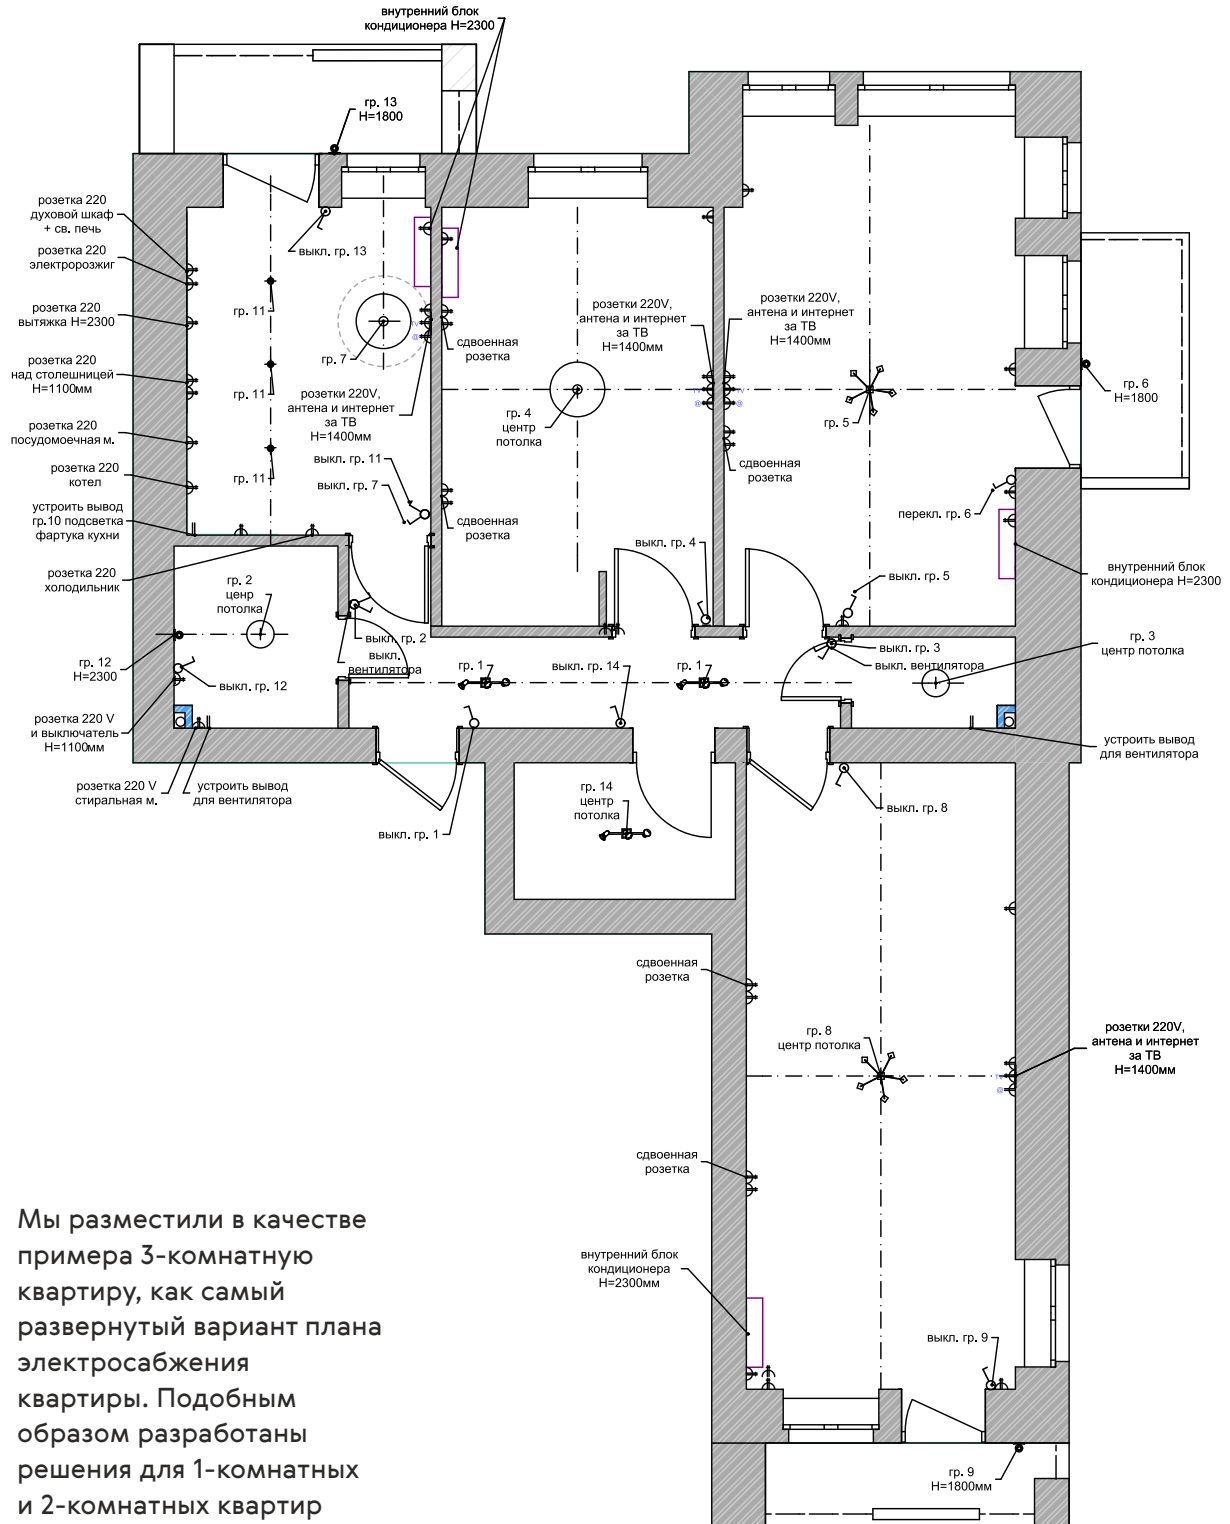 внутренний блок
кондиционера H=2300
гр. 13
H=1800
розетка 220
духовой шкаф
+ св. печь
розетка 220
электророзжиг
розетка 220
вытяжка H=2300
розетка 220
над столешницей
H=1100мм
розетка 220
посудомоечная м.
розетка 220
котел
устроить вывод
гр.10 подсветка
фартука кухни
розетка 220
холодильник
выкл. гр. 13
гр. 11
гр. 11
гр. 11
гр. 7
TV
@
розетки 220V,
антена и интернет
за ТВ
H=1400мм
выкл. гр. 11
выкл. гр. 7
сдвоенная
розетка
розетки 220V,
антена и интернет
за ТВ
H=1400мм
гр. 4
центр
потолка
TV
@
сдвоенная
розетка
выкл. гр. 4
розетки 220V,
антена и интернет
за ТВ
H=1400мм
TV
@
гр. 5
сдвоенная
розетка
гр. 6
H=1800
перекл. гр. 6
выкл. гр. 5
внутренний блок
кондиционера H=2300
гр. 2
ценр
потолка
выкл. гр. 2
выкл.
вентилятора
гр. 12
H=2300
выкл. гр. 12
розетка 220 V
и выключатель
H=1100мм
розетка 220 V
стиральная м.
устроить вывод
для вентилятора
гр. 1
выкл. гр. 14
гр. 1
выкл. гр. 3
выкл. вентилятора
гр. 3
центр потолка
устроить вывод
для вентилятора
выкл. гр. 1
гр. 14
центр
потолка
выкл. гр. 8
сдвоенная
розетка
гр. 8
центр потолка
TV
@
розетки 220V,
антена и интернет
за ТВ
H=1400мм
сдвоенная
розетка
внутренний блок
кондиционера
H=2300мм
выкл. гр. 9
гр. 9
H=1800мм
Мы разместили в качестве
примера 3-комнатную
квартиру, как самый
развернутый вариант плана
электросабжения
квартиры. Подобным
образом разработаны
решения для 1-комнатных
и 2-комнатных квартир